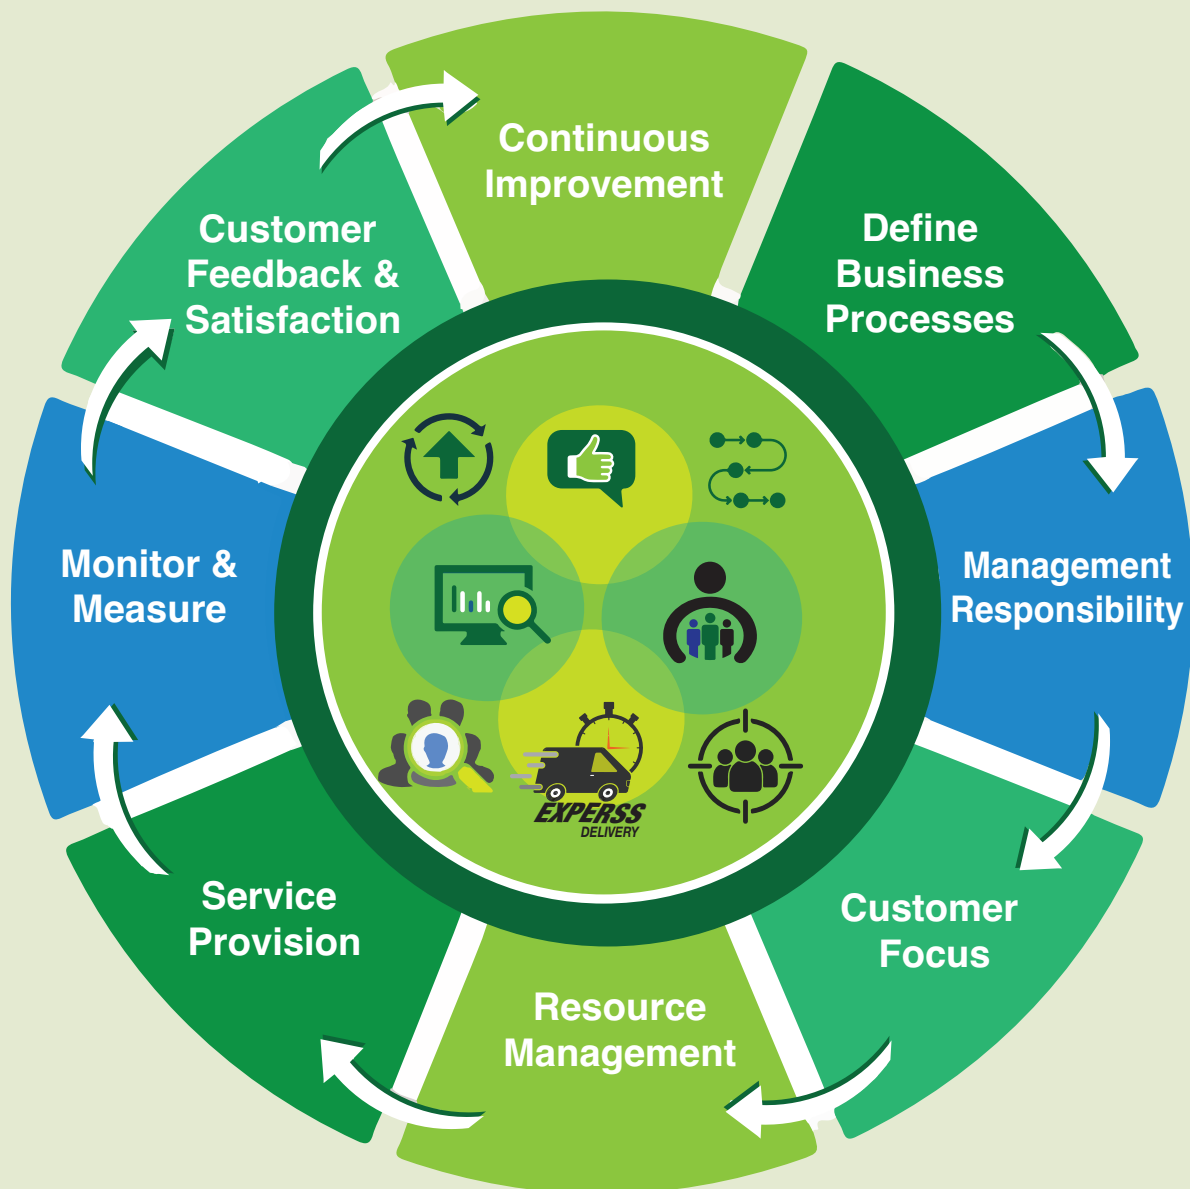 Continuous
Improvement
Define
Business
Processes
Management
Responsibility
Customer
Focus
Resource
Management
Service
Provision
Monitor &
Measure
Customer
Feedback &
Satisfaction
EXPERSS
DELIVERY